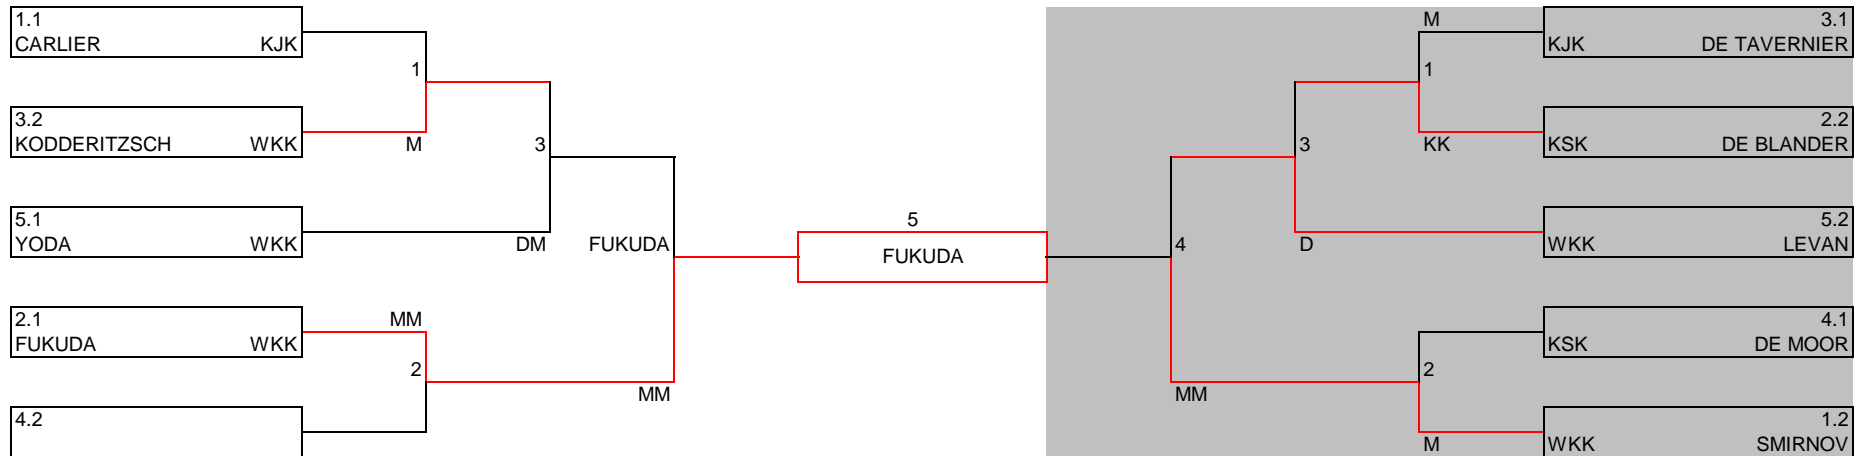 1.1
CARLIER KJK
1
3.2
KODDERITZSCH WKK
M
3
5.1
YODA WKK
DM
FUKUDA
2.1
FUKUDA WKK
MM
2
MM
4.2
5
FUKUDA
M
3.1
KJK DE TAVERNIER
1
2.2
KSK DE BLANDER
KK
3
5.2
WKK LEVAN
D
4
4.1
KSK DE MOOR
2
MM
1.2
WKK SMIRNOV
M